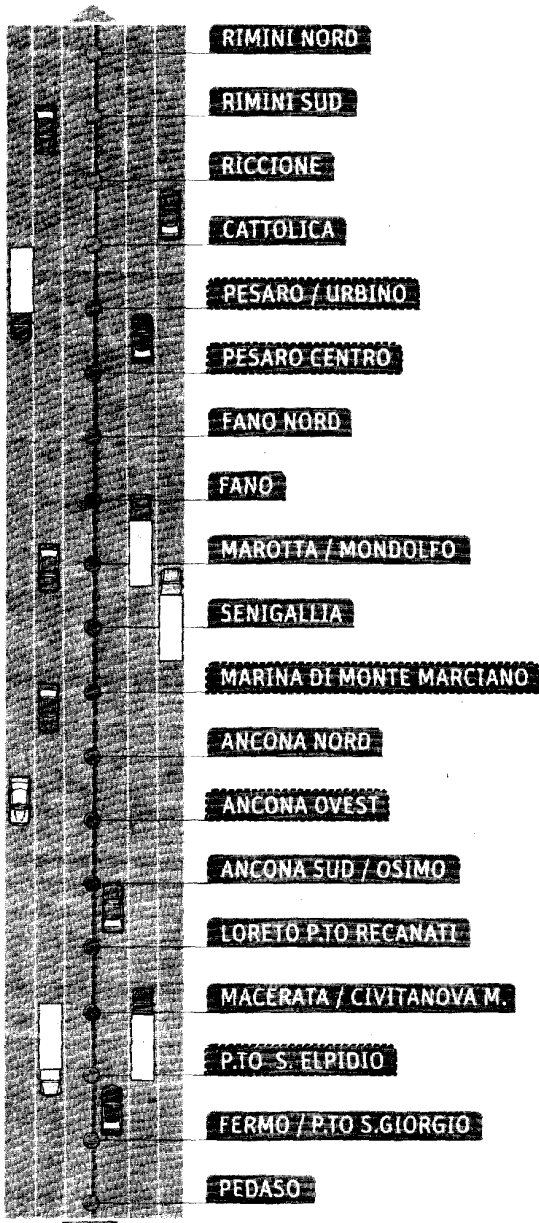 RIMINI NORD
RIMINI SUD
RICCIONE
CATTOLICA
PESARO / URBINO
PESARO CENTRO
FANO NORD
FANO
MAROTTA / MONDOLFO
SENIGALLIA
MARINA DI MONTE MARCIANO
ANCONA NORD
ANCONA OVEST
ANCONA SUD / OSIMO
LORETO P.TO RECANATI
MACERATA / CIVITANOVA M.
P.TO S. ELPIDIO
FERMO / P.TO S.GIORGIO
PEDASO